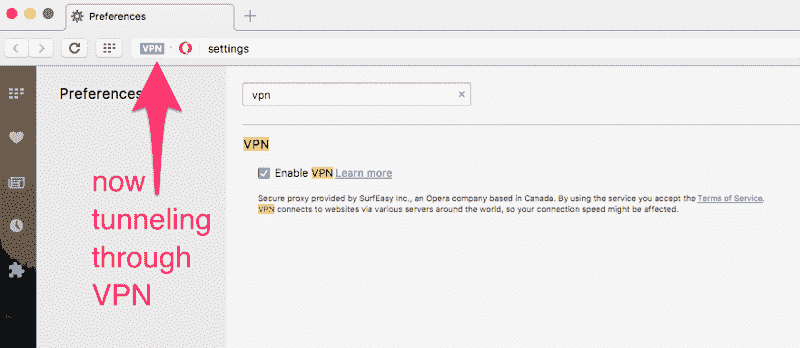 Preferences
VPN
settings
Preferences
vpn
VPN
Enable VPN Learn more
Secure proxy provided by SurfEasy Inc., an Opera company based in Canada. By using the service you accept the Terms of Service.
VPN connects to websites via various servers around the world, so your connection speed might be affected.
now
tunneling
through
VPN